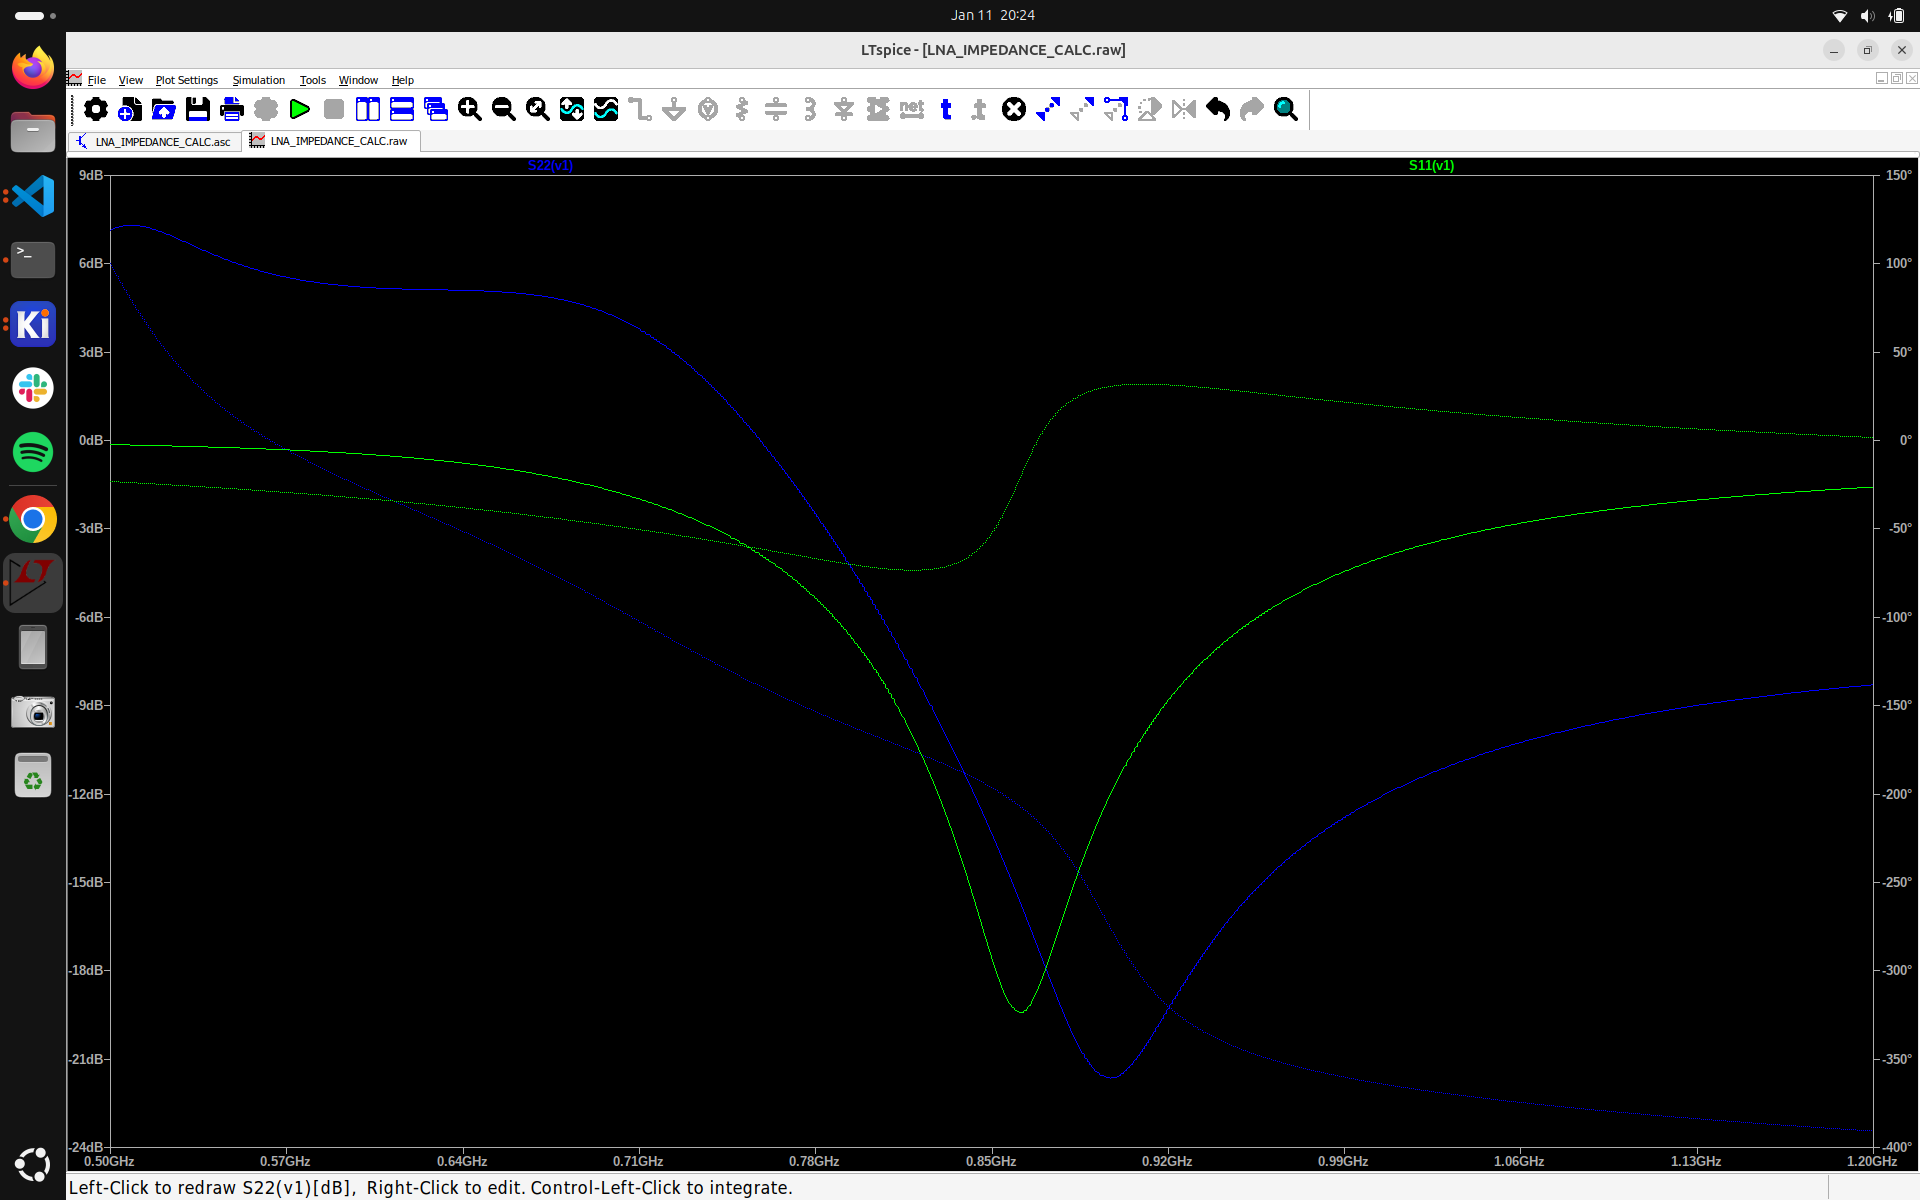 Jan 11 20:24
LTspice - [LNA_IMPEDANCE_CALC.raw]
File View Plot Settings Simulation Tools Window Help
net t t
LNA_IMPEDANCE_CALC.asc LNA_IMPEDANCE_CALC.raw
S22(v1) S11(v1)
9dB 150°
6dB 100°
3dB 50°
0dB 0°
-3dB -50°
-6dB -100°
-9dB -150°
-12dB -200°
-15dB -250°
-18dB -300°
-21dB -350°
-24dB -400°
0.50GHz 0.57GHz 0.64GHz 0.71GHz 0.78GHz 0.85GHz 0.92GHz 0.99GHz 1.06GHz 1.13GHz 1.20GHz
Left-Click to redraw S22(v1)[dB], Right-Click to edit. Control-Left-Click to integrate.
>_
Ki
LT